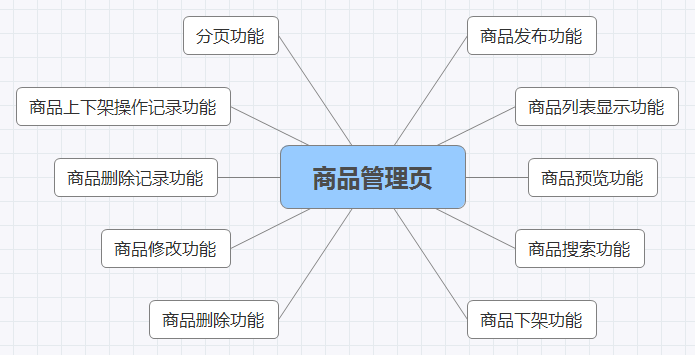 分页功能
商品发布功能
商品上下架操作记录功能
商品列表显示功能
商品删除记录功能
商品管理页
商品预览功能
商品修改功能
商品搜索功能
商品删除功能
商品下架功能